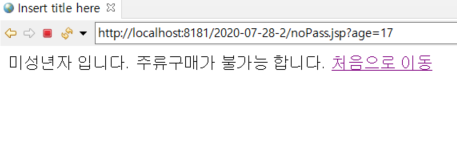 Insert title here
http://localhost:8181/2020-07-28-2/noPass.jsp?age=17
미성년자 입니다. 주류구매가 불가능 합니다. 처음으로 이동